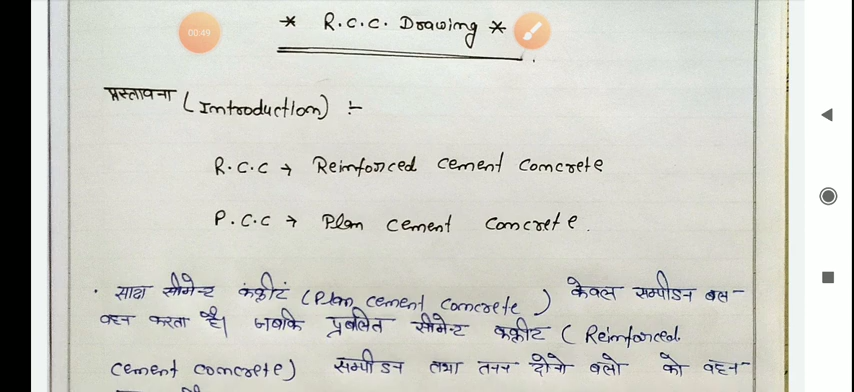 00:49
* R.C.C. Drawing *
प्रस्तावना (Introduction) :-
R.C.C → Reinforced cement concrete
P.C.C → Plan cement concrete.
· सादा सीमेन्ट कंक्रीट (Plan cement concrete) केवल सम्पीडन बल-
वहन करता है। जबकि प्रबलित सीमेन्ट कंक्रीट (Reinforced
cement concrete) सम्पीडन तथा तनन दोनो बलो को वहन-